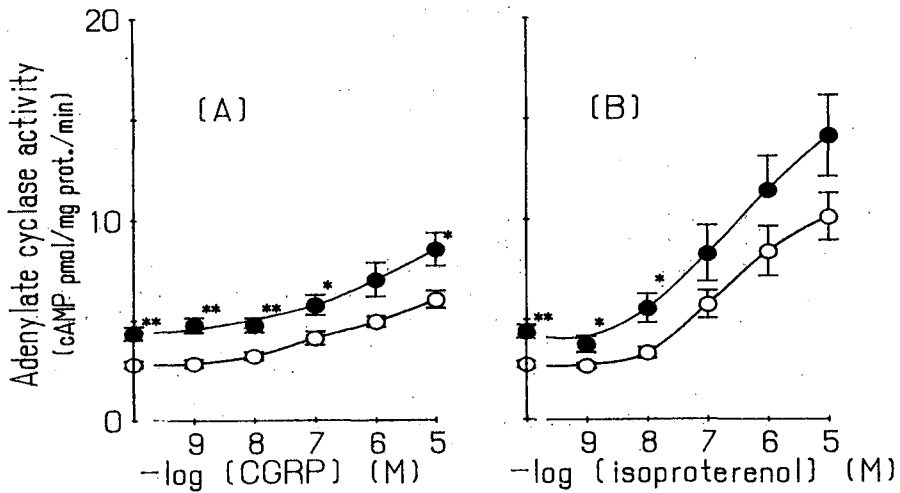 Adenylate cyclase activity
(cAMP pmol/mg prot./min)
20
10
0
(A)
**
**
**
*
*
9 8 7 6 5
-log (CGRP) (M)
(B)
**
*
*
9 8 7 6 5
-log (isoproterenol) (M)